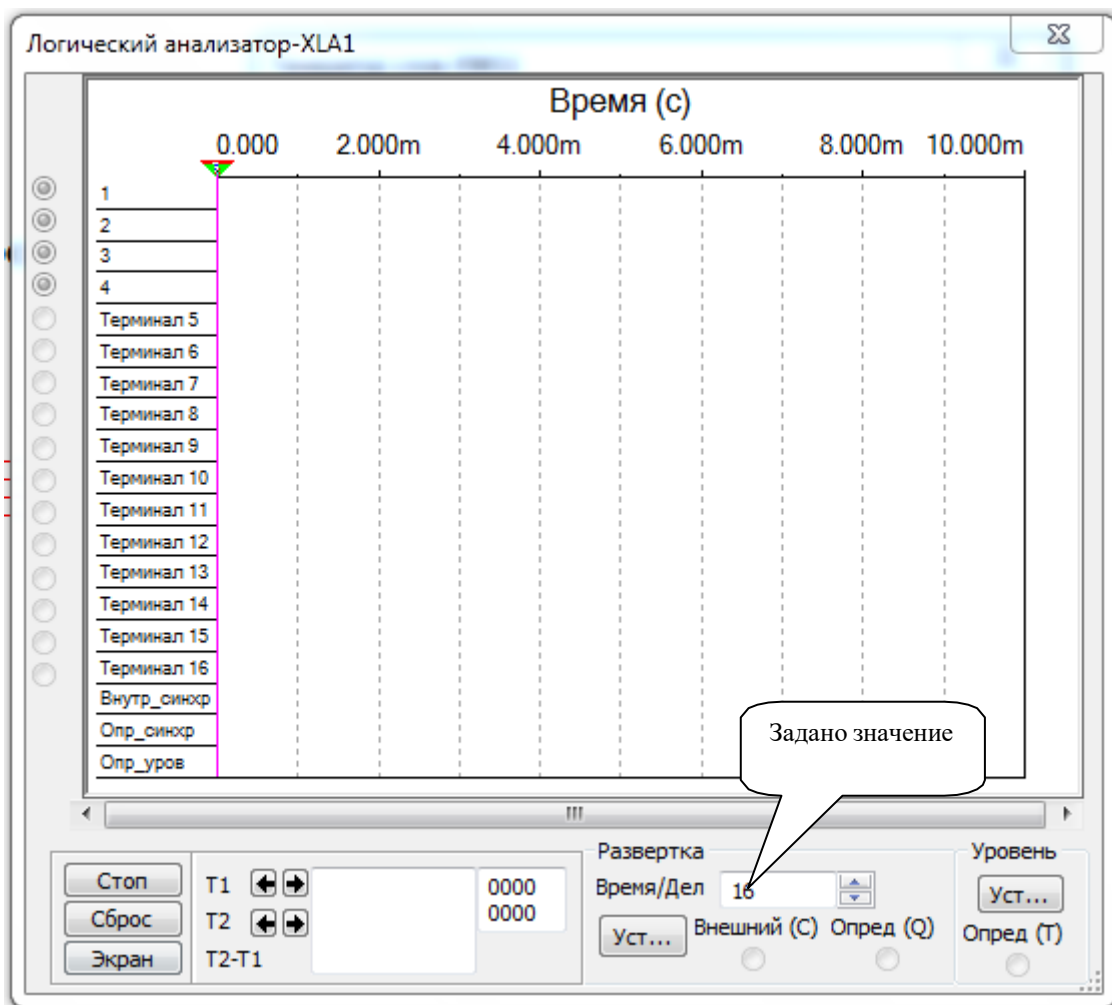 Логический анализатор-XLA1
Время (с)
0.000 2.000m 4.000m 6.000m 8.000m 10.000m
1
2
3
4
Терминал 5
Терминал 6
Терминал 7
Терминал 8
Терминал 9
Терминал 10
Терминал 11
Терминал 12
Терминал 13
Терминал 14
Терминал 15
Терминал 16
Внутр_синхр
Опр_синхр
Опр_уров
Задано значение
Стоп
Сброс
Экран
T1
T2
T2-T1
0000
0000
Развертка
Время/Дел 16
Уст... Внешний (C) Опред (Q)
Уровень
Уст...
Опред (T)